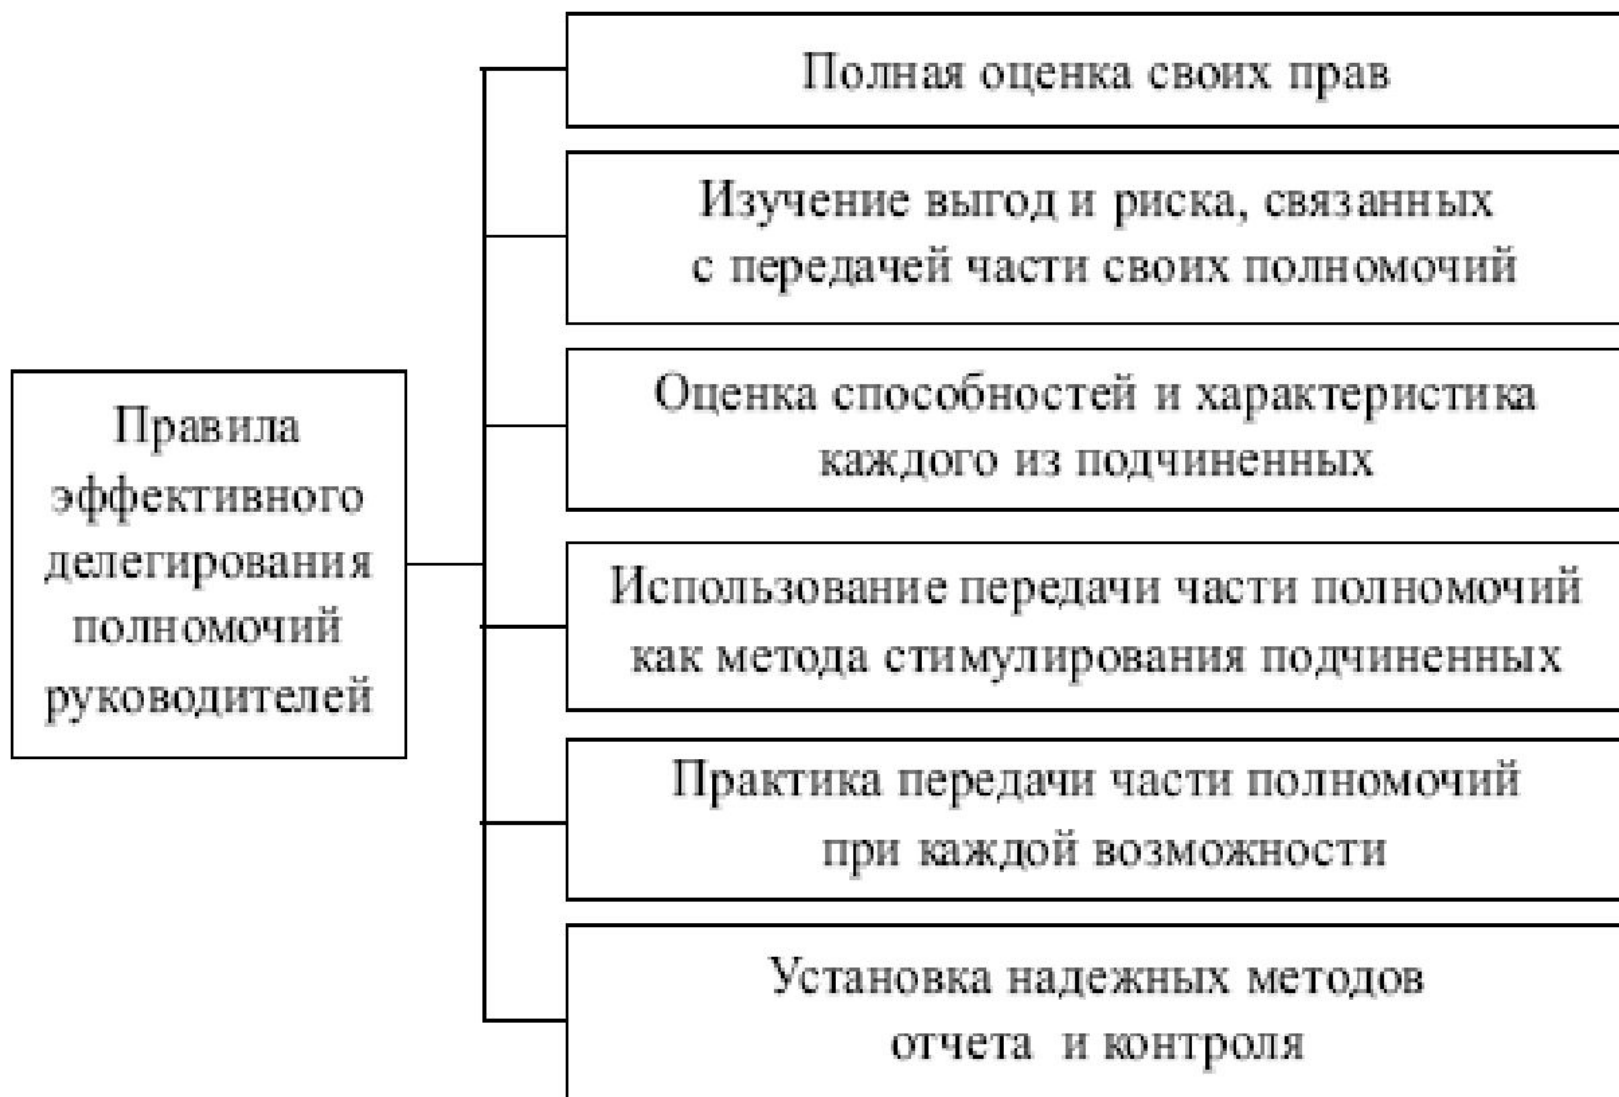 Правила
эффективного
делегирования
полномочий
руководителей
Полная оценка своих прав
Изучение выгод и риска, связанных
с передачей части своих полномочий
Оценка способностей и характеристика
каждого из подчиненных
Использование передачи части полномочий
как метода стимулирования подчиненных
Практика передачи части полномочий
при каждой возможности
Установка надежных методов
отчета и контроля